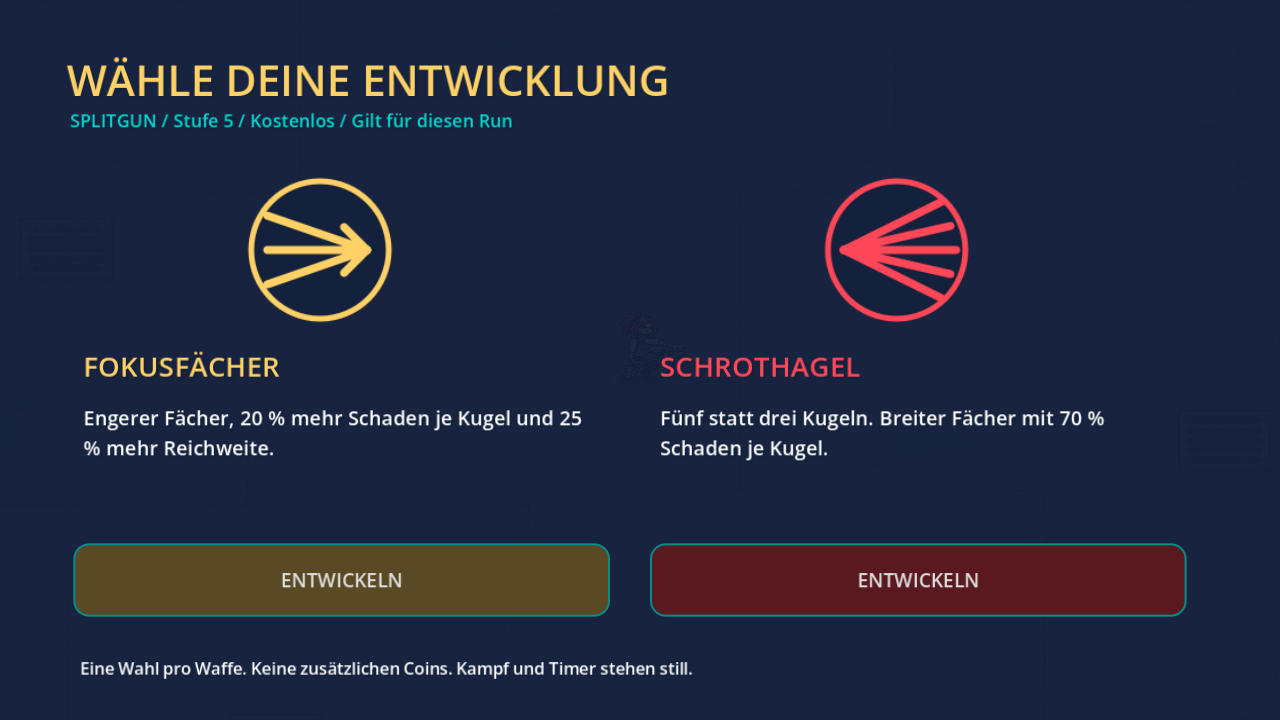 WÄHLE DEINE ENTWICKLUNG
SPLITGUN / Stufe 5 / Kostenlos / Gilt für diesen Run
FOKUSFÄCHER
Engerer Fächer, 20 % mehr Schaden je Kugel und 25
% mehr Reichweite.
ENTWICKELN
SCHROTHAGEL
Fünf statt drei Kugeln. Breiter Fächer mit 70 %
Schaden je Kugel.
ENTWICKELN
Eine Wahl pro Waffe. Keine zusätzlichen Coins. Kampf und Timer stehen still.